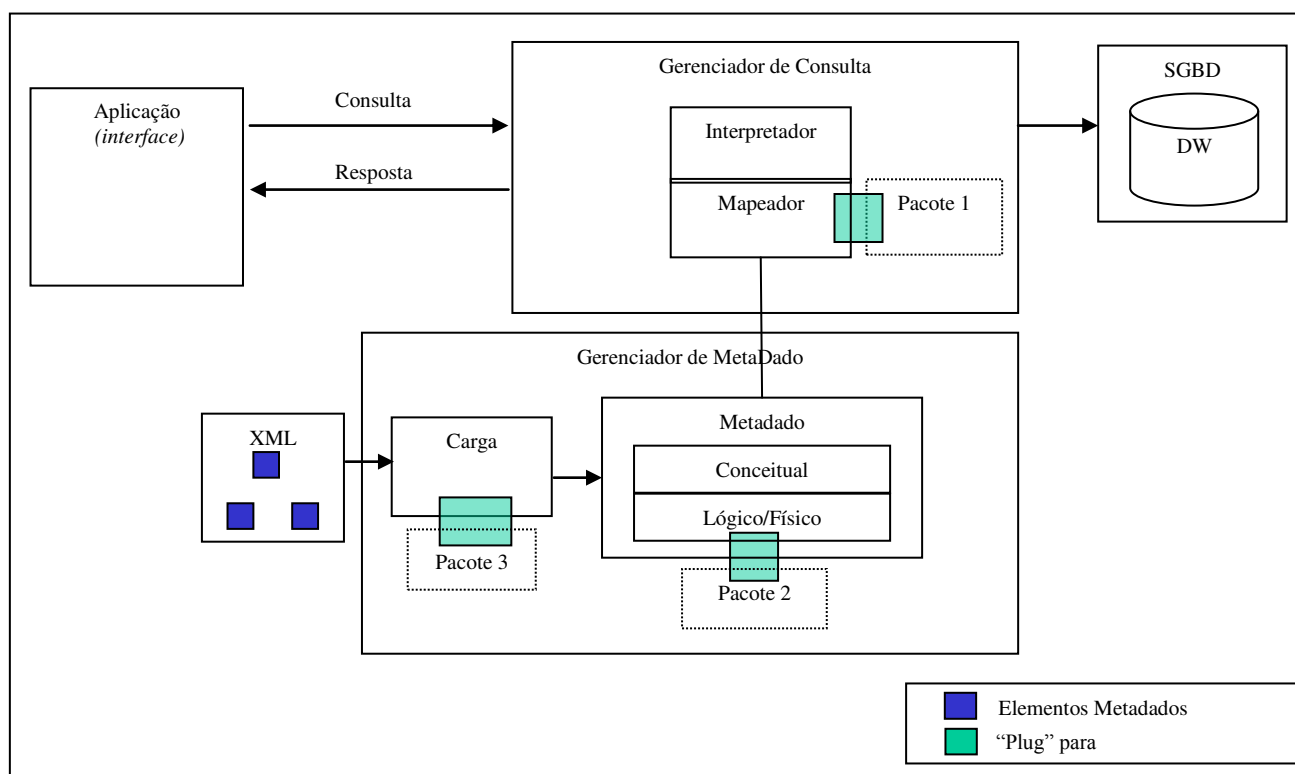 Gerenciador de Consulta
SGBD
DW
Aplicação
(interface)
Consulta
Resposta
Interpretador
Mapeador
Pacote 1
Gerenciador de MetaDado
XML
Carga
Pacote 3
Metadado
Conceitual
Lógico/Físico
Pacote 2
Elementos Metadados
“Plug” para